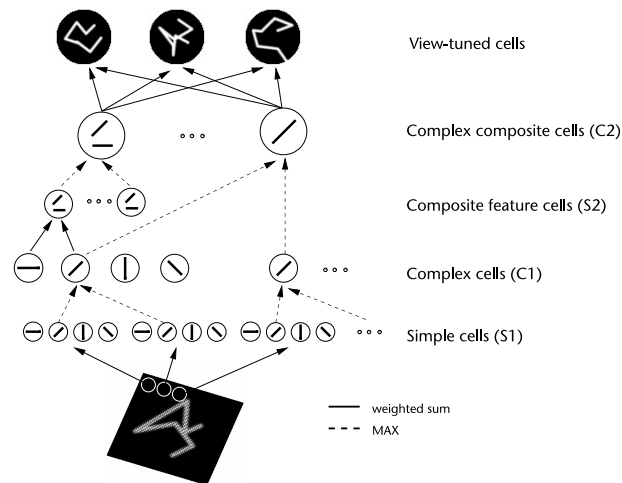 View-tuned cells
Complex composite cells (C2)
Composite feature cells (S2)
Complex cells (C1)
Simple cells (S1)
weighted sum
MAX